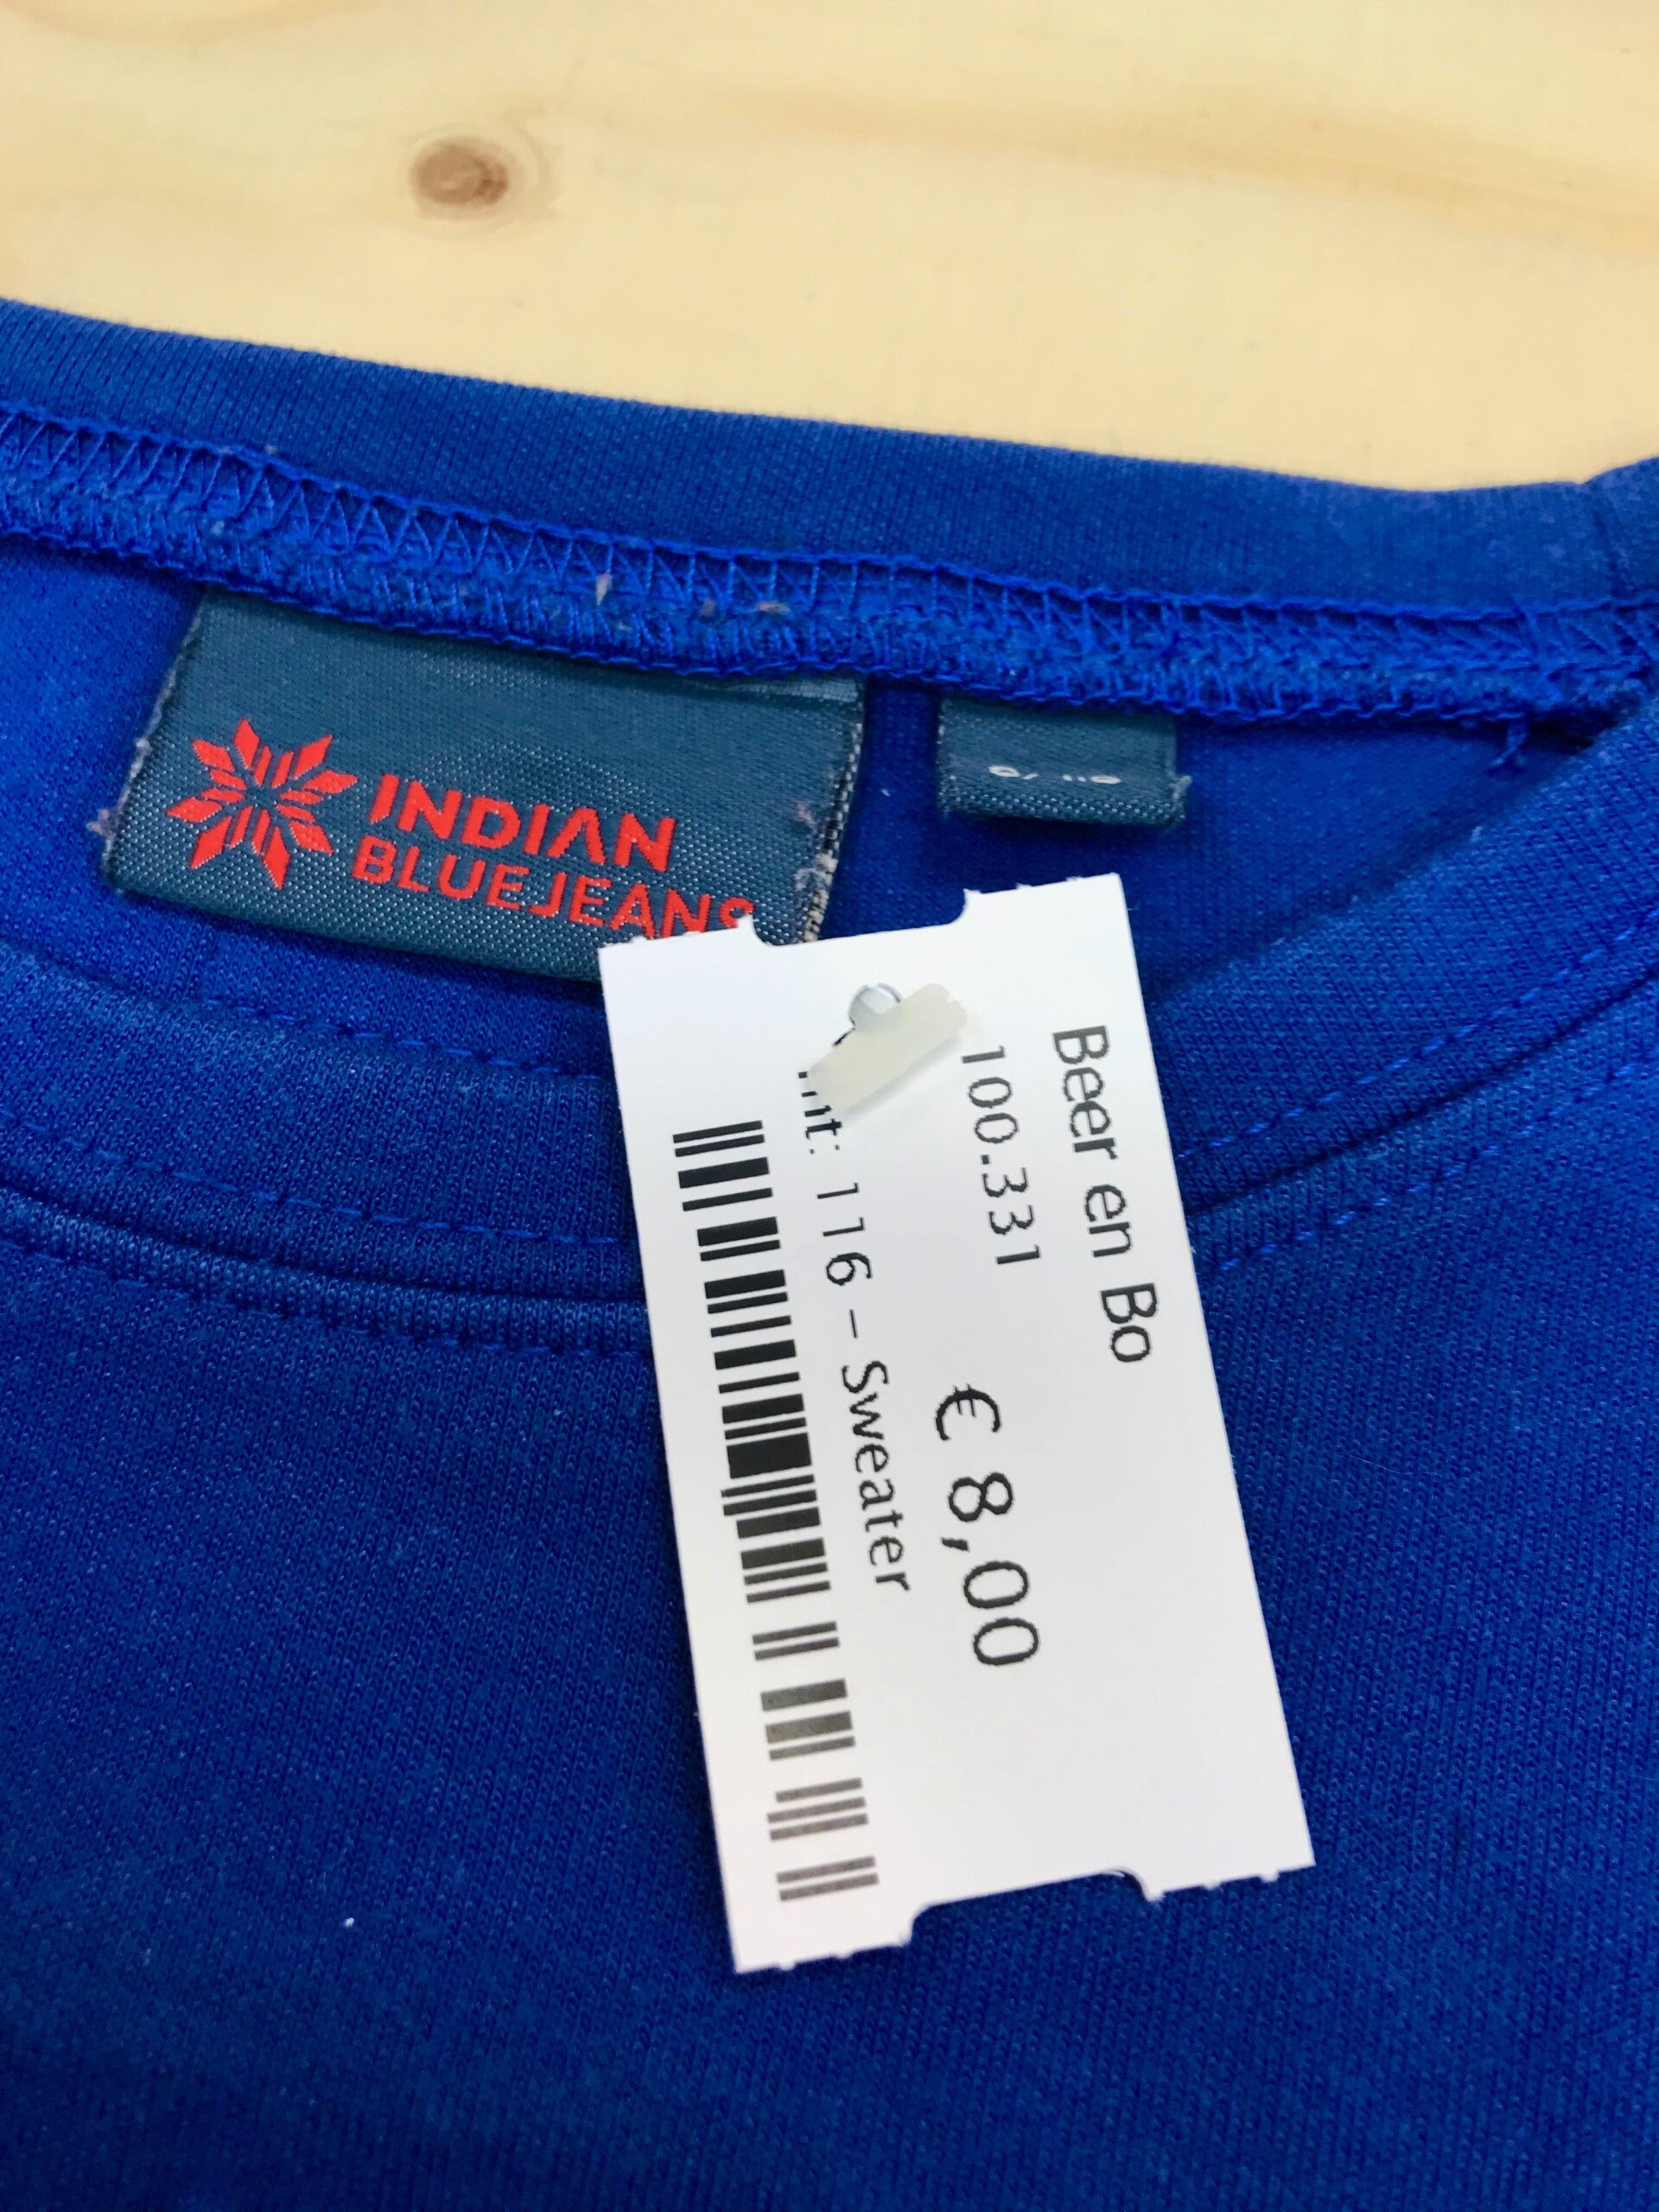 INDIAN
BLUEJEANS
Beer en Bo
100.331
€ 8,00
116 - Sweater